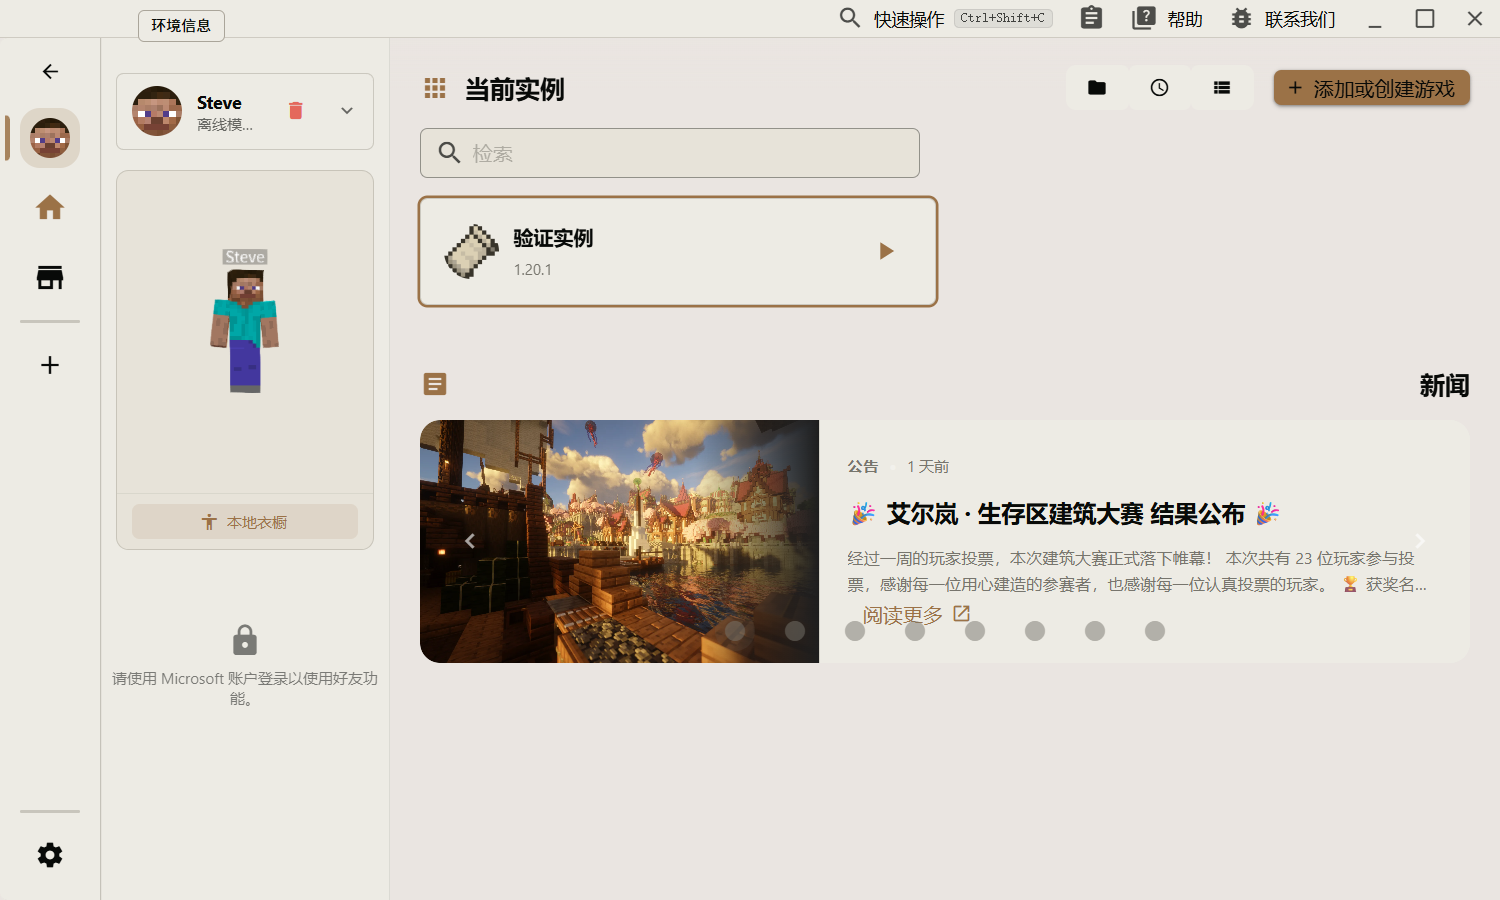 环境信息
快速操作 Ctrl+Shift+C
帮助
联系我们
Steve
离线模...
Steve
本地衣橱
请使用 Microsoft 账户登录以使用好友功
能。
当前实例
添加或创建游戏
检索
验证实例
1.20.1
新闻
公告 1 天前
🎉 艾尔岚 · 生存区建筑大赛 结果公布 🎉
经过一周的玩家投票，本次建筑大赛正式落下帷幕！ 本次共有 23 位玩家参与投
票，感谢每一位用心建造的参赛者，也感谢每一位认真投票的玩家。 🏆 获奖名...
阅读更多